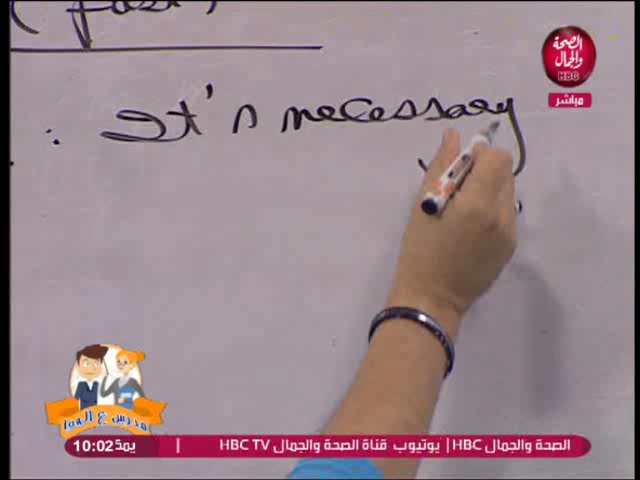 (past)
: It's necessary
الصحة
والجمال
HBC
مباشر
مدرس ع الهوا
10:02
الصحة والجمال HBC | يوتيوب قناة الصحة والجمال HBC TV |